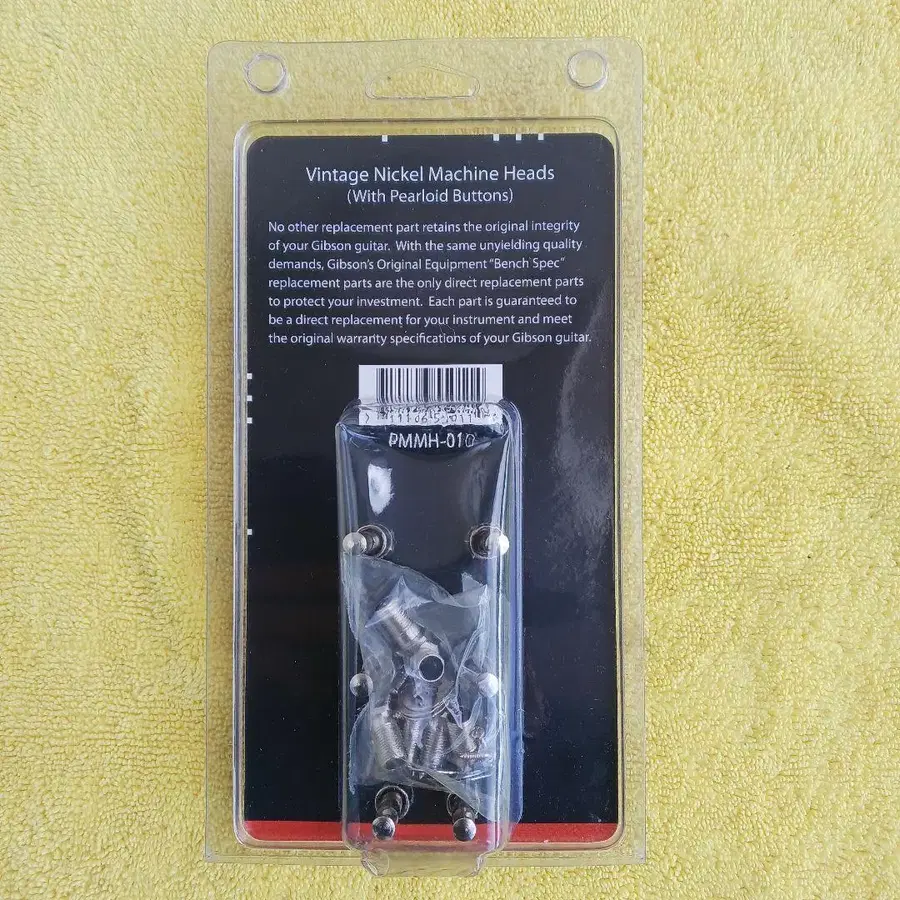 Vintage Nickel Machine Heads
(With Pearloid Buttons)
No other replacement part retains the original integrity
of your Gibson guitar. With the same unyielding quality
demands, Gibson's Original Equipment "Bench Spec"
replacement parts are the only direct replacement parts
to protect your investment. Each part is guaranteed to
be a direct replacement for your instrument and meet
the original warranty specifications of your Gibson guitar.
PMMH-010